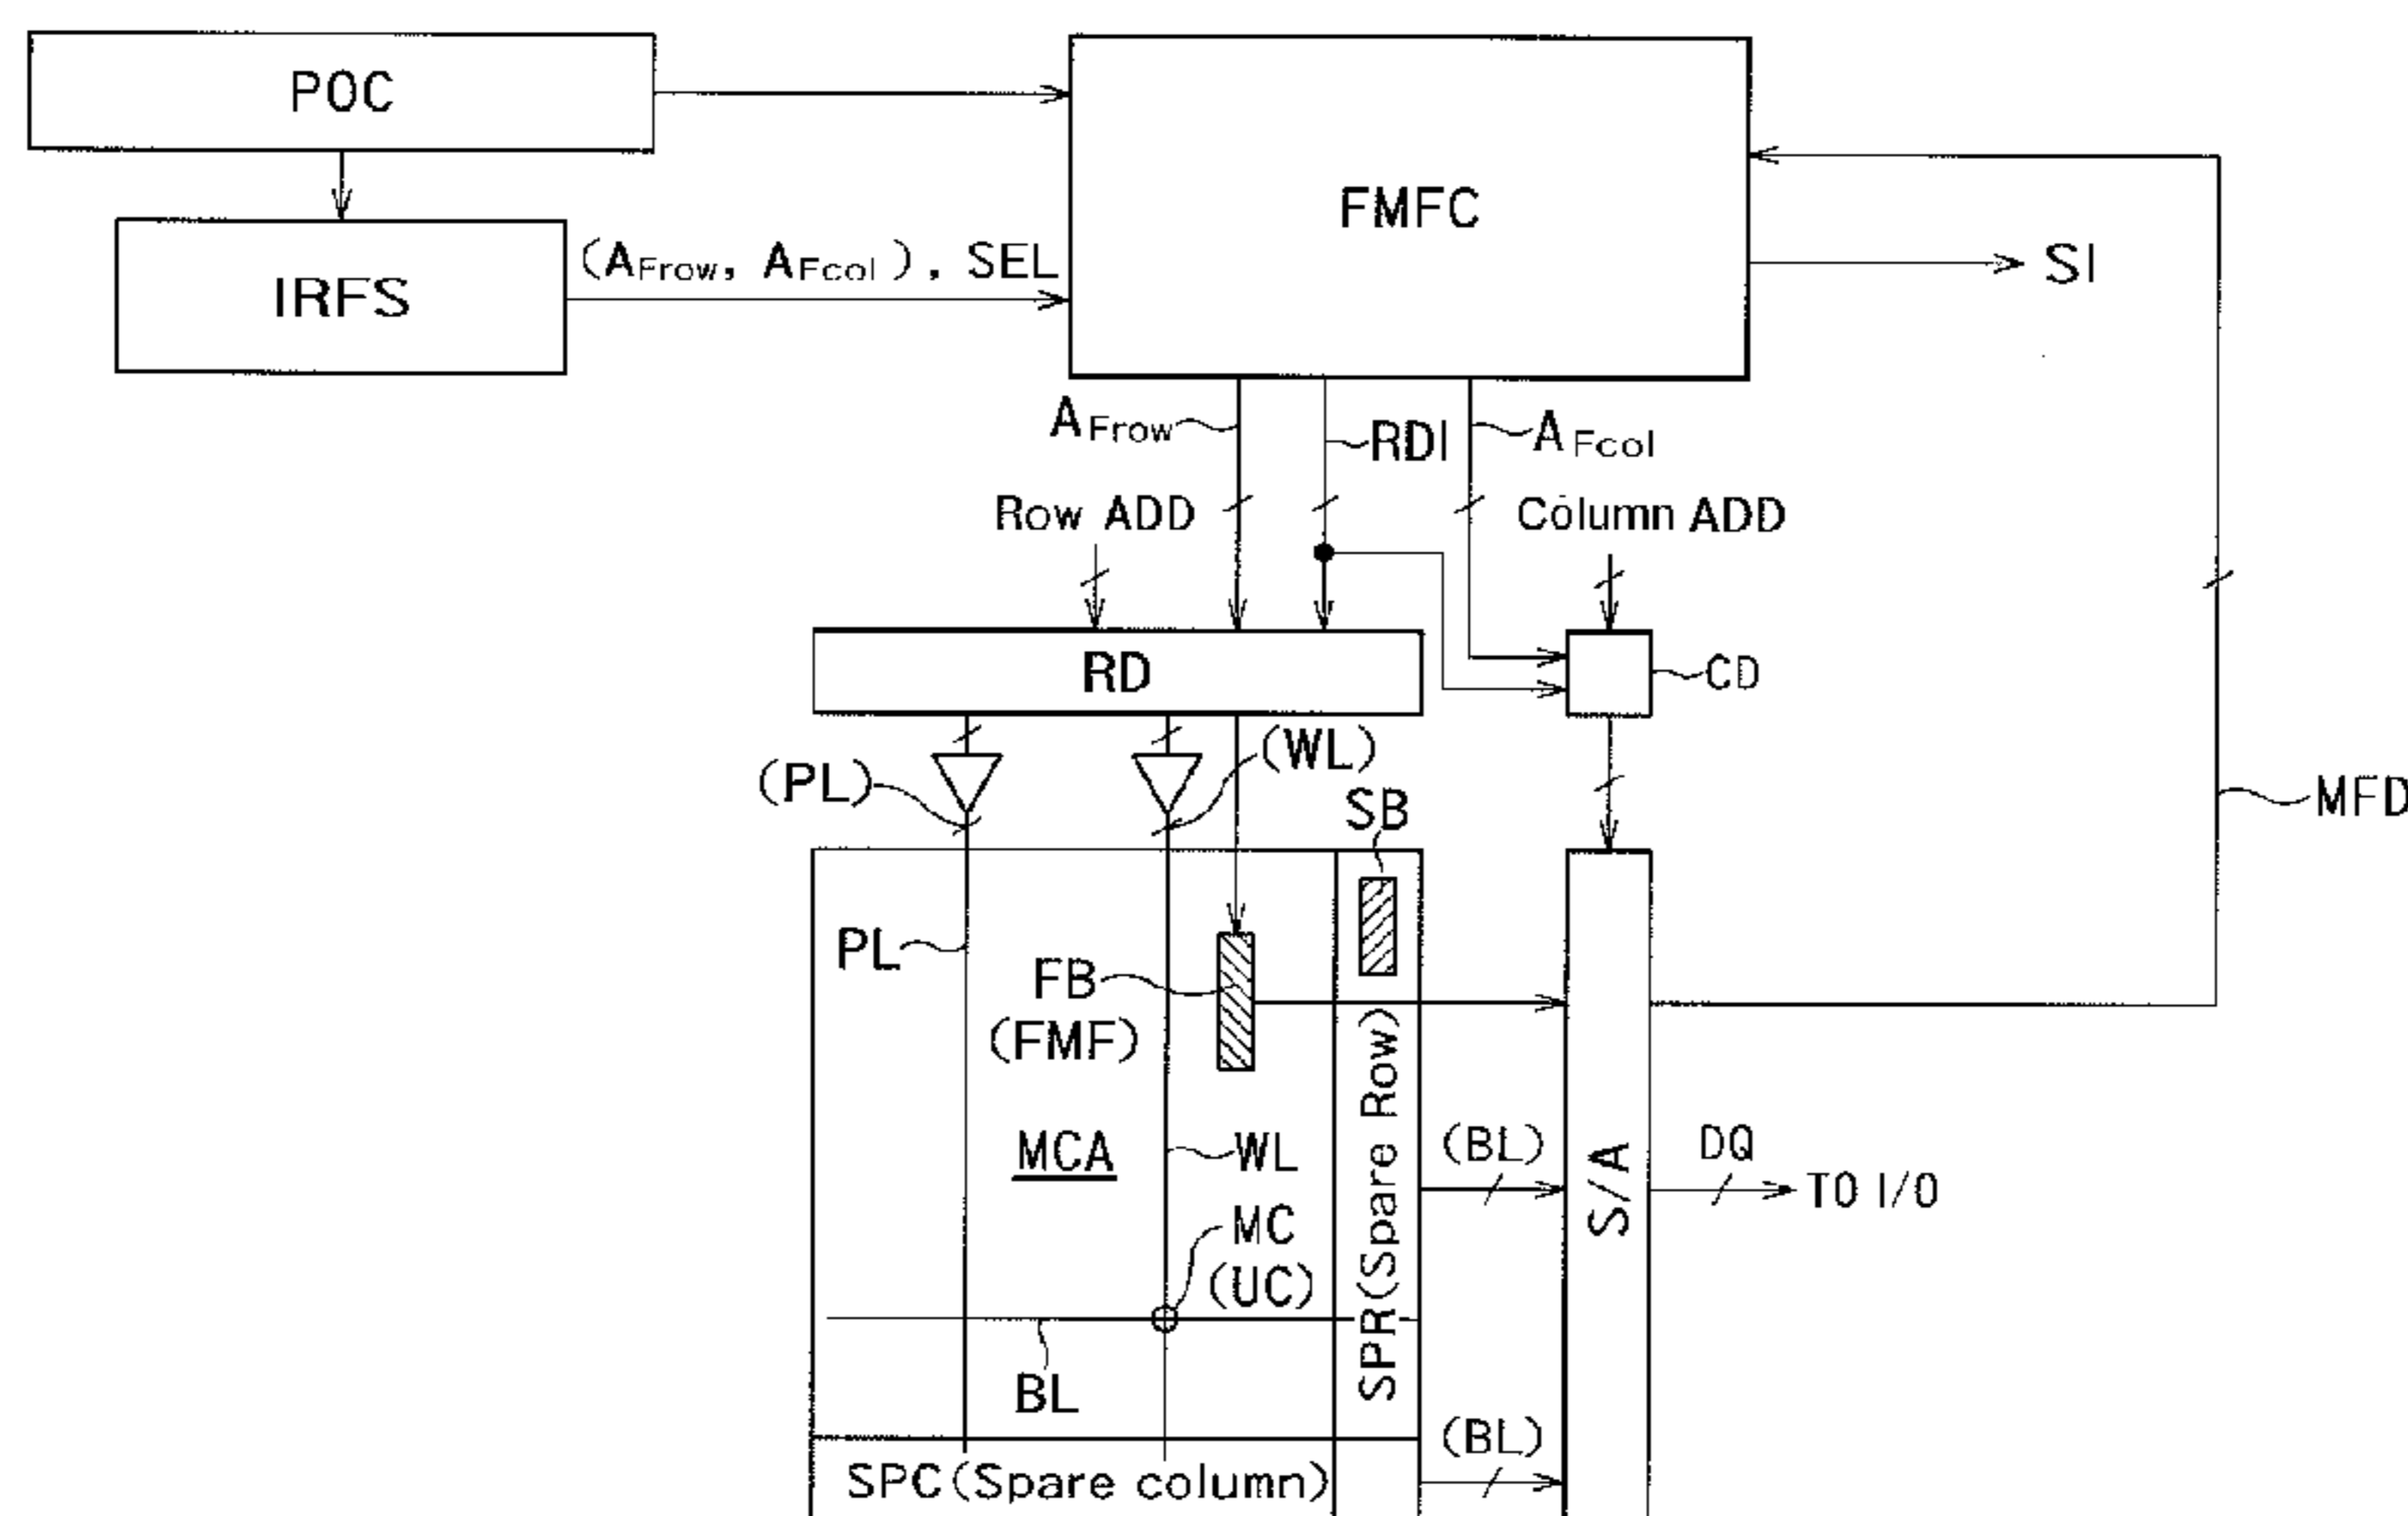 POC
FMFC
IRFS
(AFrow, AFcol), SEL
SI
AFrow
RDI
AFcol
Row ADD
Column ADD
RD
CD
(PL)
(WL)
SB
MFD
PL
FB
(FMF)
SPR(Spare Row)
MCA
WL
(BL)
S/A
DQ
TO I/O
MC
(UC)
BL
(BL)
SPC(Spare column)